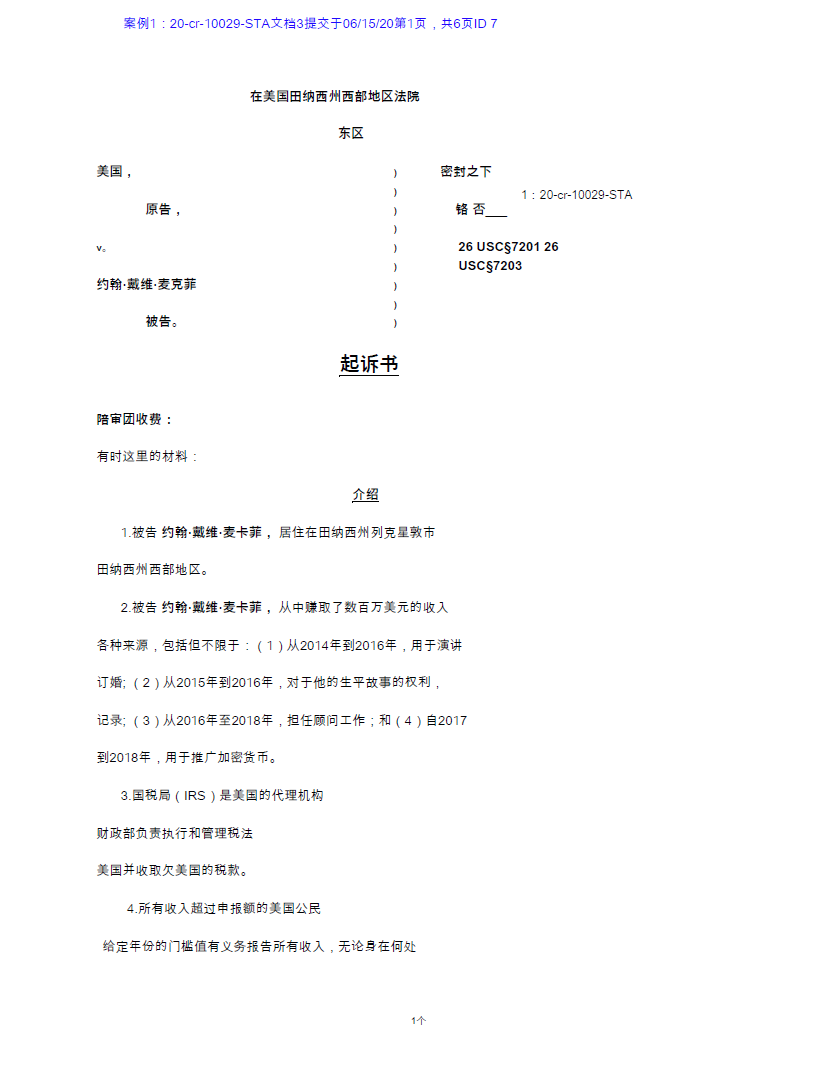 案例1：20-cr-10029-STA文档3提交于06/15/20第1页，共6页ID 7
在美国田纳西州西部地区法院
东区
美国，
)
密封之下
)
1：20-cr-10029-STA
原告，
)
铬 否___
)
v。
)
26 USC§7201 26
)
USC§7203
约翰·戴维·麦克菲
)
)
被告。
)
起诉书
陪审团收费：
有时这里的材料：
介绍
1.被告 约翰·戴维·麦卡菲，居住在田纳西州列克星敦市
田纳西州西部地区。
2.被告 约翰·戴维·麦卡菲，从中赚取了数百万美元的收入
各种来源，包括但不限于：（1）从2014年到2016年，用于演讲
订婚;（2）从2015年到2016年，对于他的生平故事的权利，
记录;（3）从2016年至2018年，担任顾问工作；和（4）自2017
到2018年，用于推广加密货币。
3.国税局（IRS）是美国的代理机构
财政部负责执行和管理税法
美国并收取欠美国的税款。
4.所有收入超过申报额的美国公民
给定年份的门槛值有义务报告所有收入，无论身在何处
1个